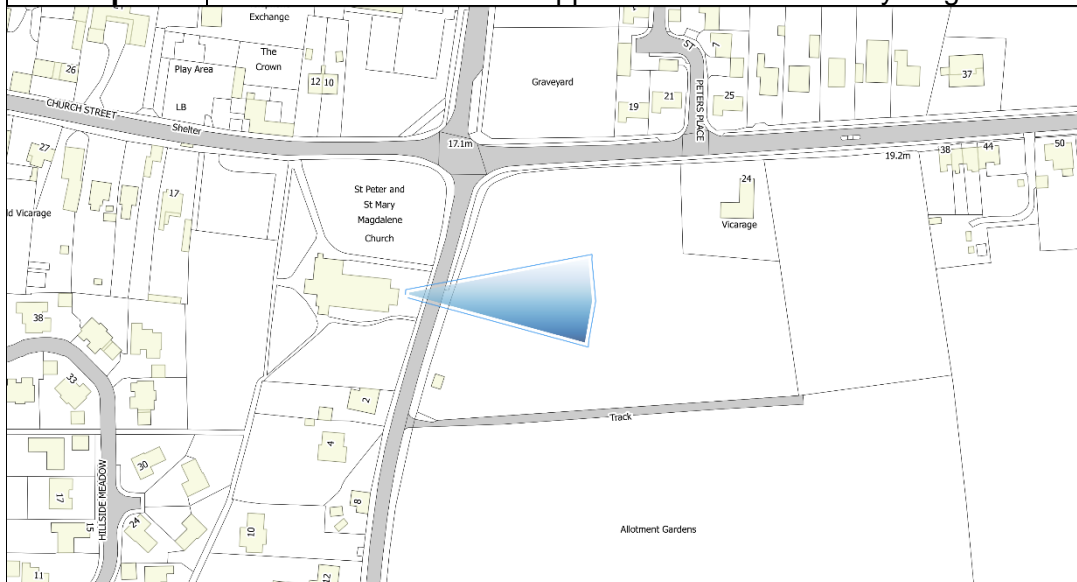 Exchange
The
Crown
Play Area
26
12 10
LB
CHURCH STREET
Shelter
17.1m
Graveyard
19
21
ST
PETERS PLACE
7
25
37
19.2m
38
44
50
24
Vicarage
27
17
ld Vicarage
St Peter and
St Mary
Magdalene
Church
38
33
2
4
Track
30
17
15
HILLSIDE MEADOW
24
8
10
11
12
Allotment Gardens